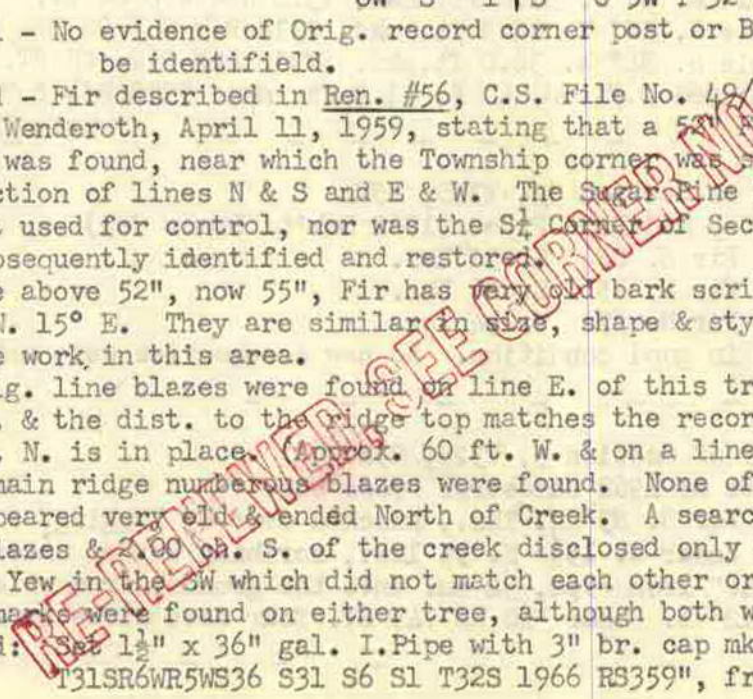 - No evidence of Orig. record corner post or B
be identifield.
- Fir described in Ren. #56, C.S. File No. 49/
Wenderoth, April 11, 1959, stating that a 52"
was found, near which the Township corner was
ction of lines N & S and E & W. The Sugar Pine
used for control, nor was the S¼ Corner of Sec
bsequently identified and restored.
above 52", now 55", Fir has very old bark scri
N. 15° E. They are similar in size, shape & sty
work in this area.
g. line blazes were found on line E. of this tr
. & the dist. to the ridge top matches the recor
. N. is in place. (Approx. 60 ft. W. & on a line
main ridge numberous blazes were found. None of
peared very old & ended North of Creek. A searc
lazes & 2.00 ch. S. of the creek disclosed only
Yew in the SW which did not match each other or
marks were found on either tree, although both w
: Set 1½" x 36" gal. I.Pipe with 3" br. cap mk
T31SR6WR5WS36 S31 S6 S1 T32S 1966 RS359", fr
RE-RENEWED, SEE CORNER NO